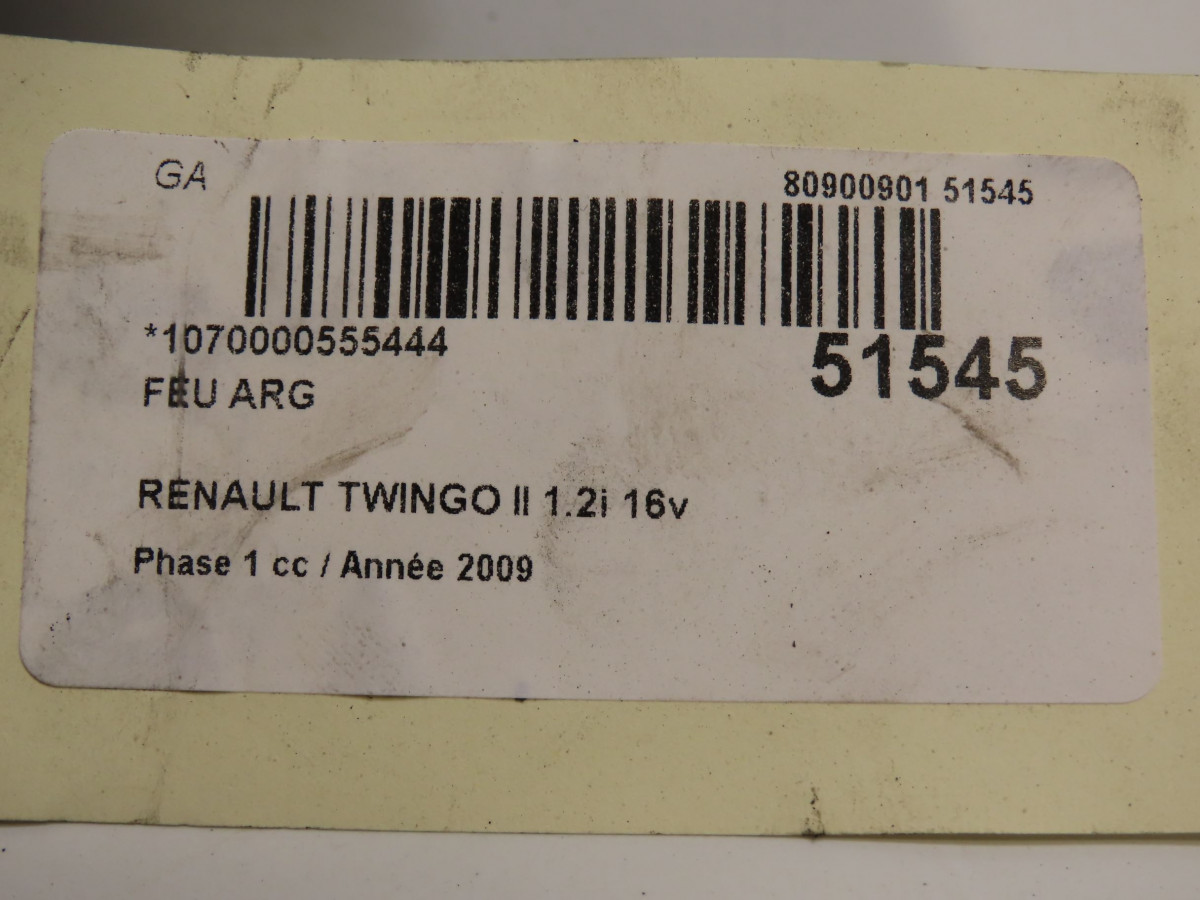 GA
80900901 51545
*1070000555444
51545
FEU ARG
RENAULT TWINGO II 1.2i 16v
Phase 1 cc / Année 2009